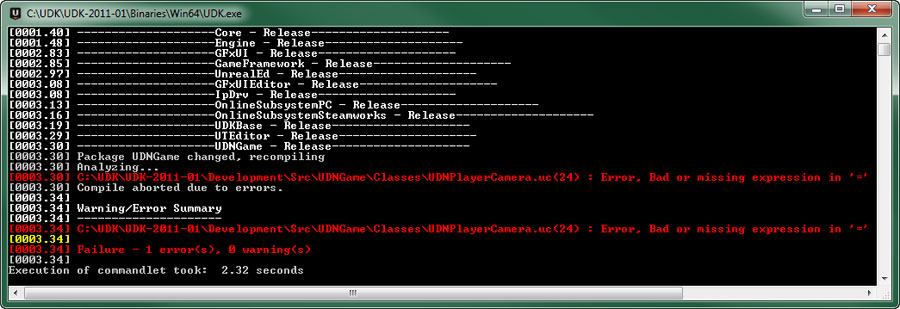 C:\UDK\UDK-2011-01\Binaries\Win64\UDK.exe
[0001.40] --------------------Core - Release--------------------
[0001.48] --------------------Engine - Release--------------------
[0002.83] --------------------GFxUI - Release--------------------
[0002.85] --------------------GameFramework - Release--------------------
[0002.97] --------------------UnrealEd - Release--------------------
[0003.08] --------------------GFxUIEditor - Release--------------------
[0003.08] --------------------IpDrv - Release--------------------
[0003.13] --------------------OnlineSubsystemPC - Release--------------------
[0003.16] --------------------OnlineSubsystemSteamworks - Release--------------------
[0003.19] --------------------UDKBase - Release--------------------
[0003.29] --------------------UTEditor - Release--------------------
[0003.30] --------------------UDNGame - Release--------------------
[0003.30] Package UDNGame changed, recompiling
[0003.30] Analyzing...
[0003.30] C:\UDK\UDK-2011-01\Development\Src\UDNGame\Classes\UDNPlayerCamera.uc(24) : Error, Bad or missing expression in '='
[0003.30] Compile aborted due to errors.
[0003.34]
[0003.34] Warning/Error Summary
[0003.34] ---------------------
[0003.34] C:\UDK\UDK-2011-01\Development\Src\UDNGame\Classes\UDNPlayerCamera.uc(24) : Error, Bad or missing expression in '='
[0003.34]
[0003.34] Failure - 1 error(s), 0 warning(s)
[0003.34]
Execution of commandlet took:  2.32 seconds